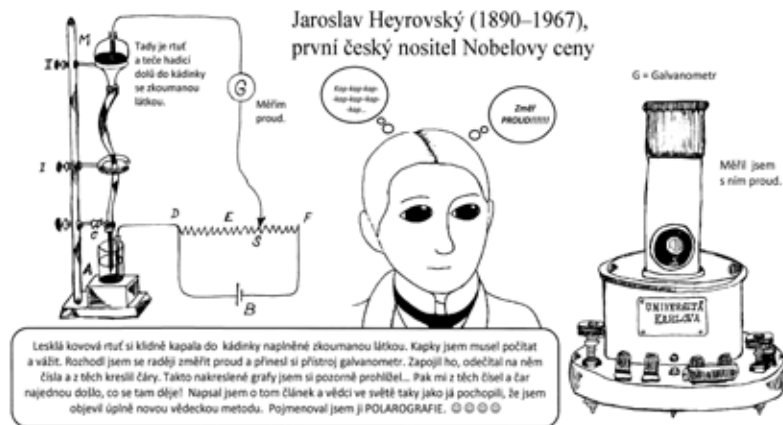 Jaroslav Heyrovský (1890–1967),
první český nositel Nobelovy ceny
M
Tady je rtuť
a teče hadicí
dolů do kádinky
se zkoumanou
látkou.
I
G
Měřím
proud.
I
C
A
D
E
S
F
B
Kap-kap-kap-
-kap-kap-kap-
-kap...
Změř
PROUD!!!!!!
G = Galvanometr
Měřil jsem
s ním proud.
UNIVERSITA
KARLOVA
Lesklá kovová rtuť si klidně kapala do kádinky naplněné zkoumanou látkou. Kapky jsem musel počítat
a vážit. Rozhodl jsem se raději změřit proud a přinesl si přístroj galvanometr. Zapojil ho, odečítal na něm
čísla a z těch kreslil čáry. Takto nakreslené grafy jsem si pozorně prohlížel... Pak mi z těch čísel a čar
najednou došlo, co se tam děje! Napsal jsem o tom článek a vědci ve světě taky jako já pochopili, že jsem
objevil úplně novou vědeckou metodu. Pojmenoval jsem ji POLAROGRAFIE. ☺☺☺☺